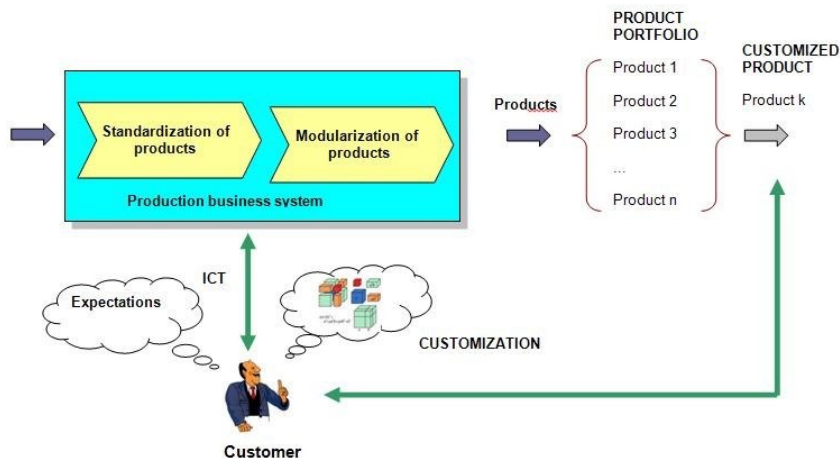 PRODUCT
PORTFOLIO
CUSTOMIZED
PRODUCT
Product 1
Product 2
Product 3
...
Product n
Product k
Products
Standardization of
products
Modularization of
products
Production business system
ICT
Expectations
CUSTOMIZATION
Customer